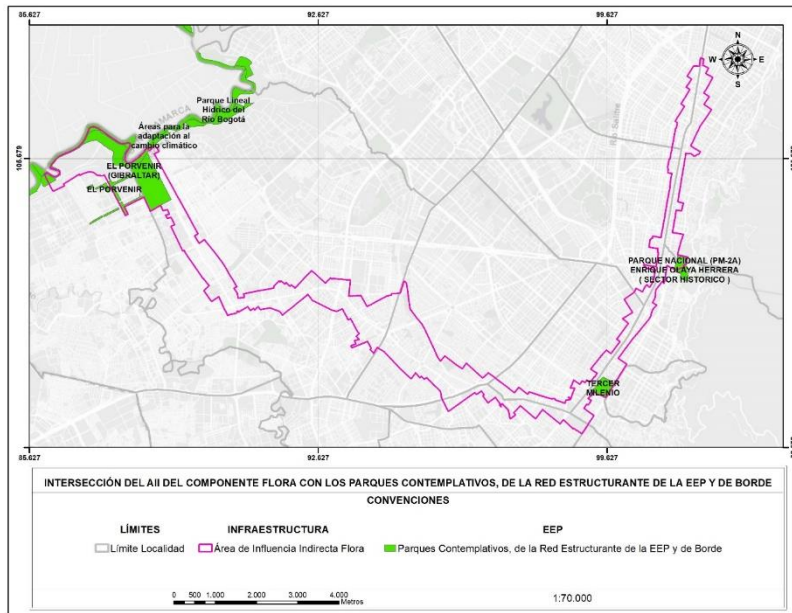 85.627 92.627 99.627
N
W E
S
Parque Lineal
Hídrico del
Río Bogotá
Áreas para la
adaptación al
cambio climático
EL PORVENIR
(GIBRALTAR)
EL PORVENIR
PARQUE NACIONAL (PM-2A)
ENRIQUE OLAYA HERRERA
( SECTOR HISTORICO )
TERCER
MILENIO
85.627 92.627 99.627
INTERSECCIÓN DEL AII DEL COMPONENTE FLORA CON LOS PARQUES CONTEMPLATIVOS, DE LA RED ESTRUCTURANTE DE LA EEP Y DE BORDE
CONVENCIONES
LÍMITES INFRAESTRUCTURA EEP
Límite Localidad Área de Influencia Indirecta Flora Parques Contemplativos, de la Red Estructurante de la EEP y de Borde
0 500 1.000 2.000 3.000 4.000
Metros
1:70.000